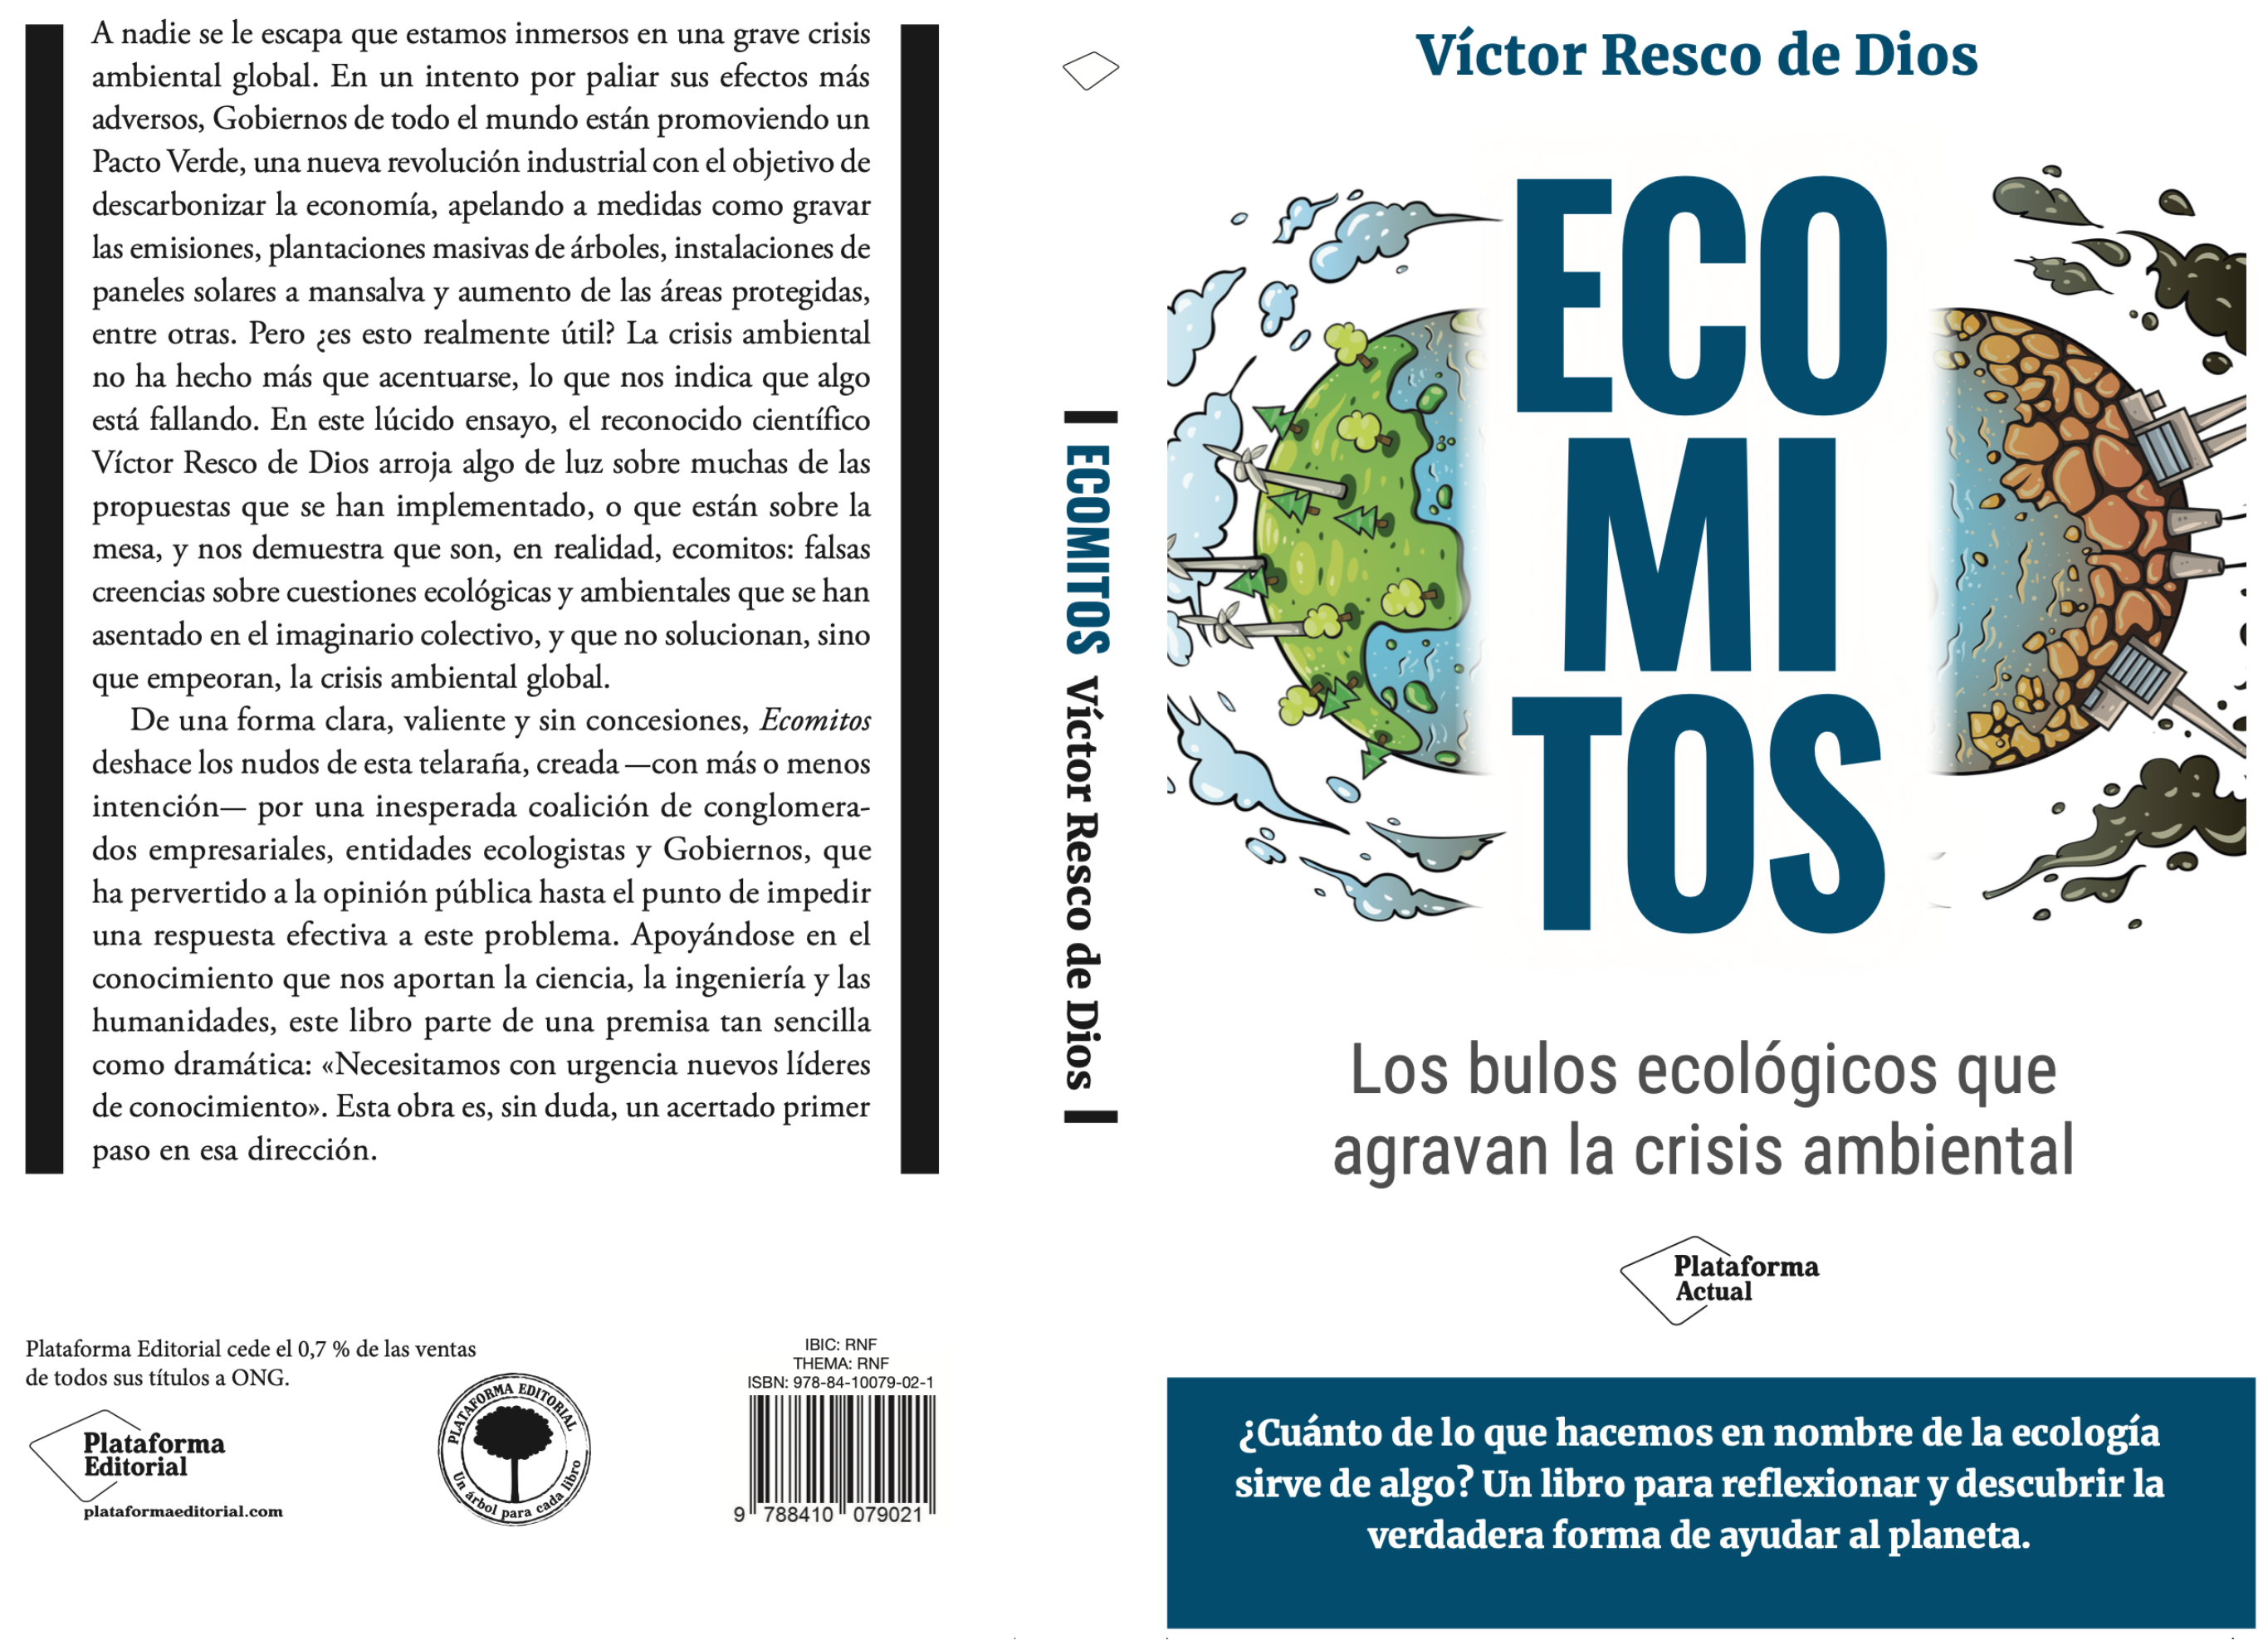 A nadie se le escapa que estamos inmersos en una grave crisis
ambiental global. En un intento por paliar sus efectos más
adversos, Gobiernos de todo el mundo están promoviendo un
Pacto Verde, una nueva revolución industrial con el objetivo de
descarbonizar la economía, apelando a medidas como gravar
las emisiones, plantaciones masivas de árboles, instalaciones de
paneles solares a mansalva y aumento de las áreas protegidas,
entre otras. Pero ¿es esto realmente útil? La crisis ambiental
no ha hecho más que acentuarse, lo que nos indica que algo
está fallando. En este lúcido ensayo, el reconocido científico
Víctor Resco de Dios arroja algo de luz sobre muchas de las
propuestas que se han implementado, o que están sobre la
mesa, y nos demuestra que son, en realidad, ecomitos: falsas
creencias sobre cuestiones ecológicas y ambientales que se han
asentado en el imaginario colectivo, y que no solucionan, sino
que empeoran, la crisis ambiental global.
De una forma clara, valiente y sin concesiones, Ecomitos
deshace los nudos de esta telaraña, creada —con más o menos
intención— por una inesperada coalición de conglomera-
dos empresariales, entidades ecologistas y Gobiernos, que
ha pervertido a la opinión pública hasta el punto de impedir
una respuesta efectiva a este problema. Apoyándose en el
conocimiento que nos aportan la ciencia, la ingeniería y las
humanidades, este libro parte de una premisa tan sencilla
como dramática: «Necesitamos con urgencia nuevos líderes
de conocimiento». Esta obra es, sin duda, un acertado primer
paso en esa dirección.
Plataforma Editorial cede el 0,7 % de las ventas
de todos sus títulos a ONG.
Plataforma
Editorial
plataformaeditorial.com
PLATAFORMA EDITORIAL
Un árbol para cada libro
IBIC: RNF
THEMA: RNF
ISBN: 978-84-10079-02-1
9 788410 079021
ECOMITOS Víctor Resco de Dios
Víctor Resco de Dios
ECO
MI
TOS
Los bulos ecológicos que
agravan la crisis ambiental
Plataforma
Actual
¿Cuánto de lo que hacemos en nombre de la ecología
sirve de algo? Un libro para reflexionar y descubrir la
verdadera forma de ayudar al planeta.